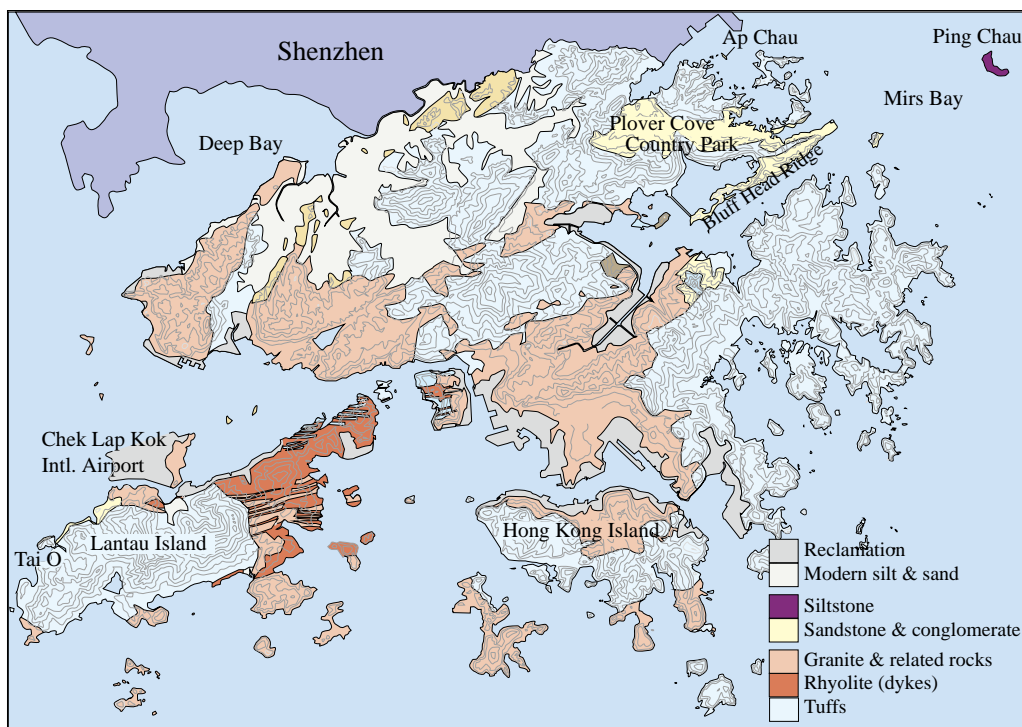 Shenzhen
Ap Chau
Ping Chau
Mirs Bay
Deep Bay
Plover Cove
Country Park
Bluff Head Ridge
Chek Lap Kok
Intl. Airport
Tai O
Lantau Island
Hong Kong Island
Reclamation
Modern silt & sand
Siltstone
Sandstone & conglomerate
Granite & related rocks
Rhyolite (dykes)
Tuffs